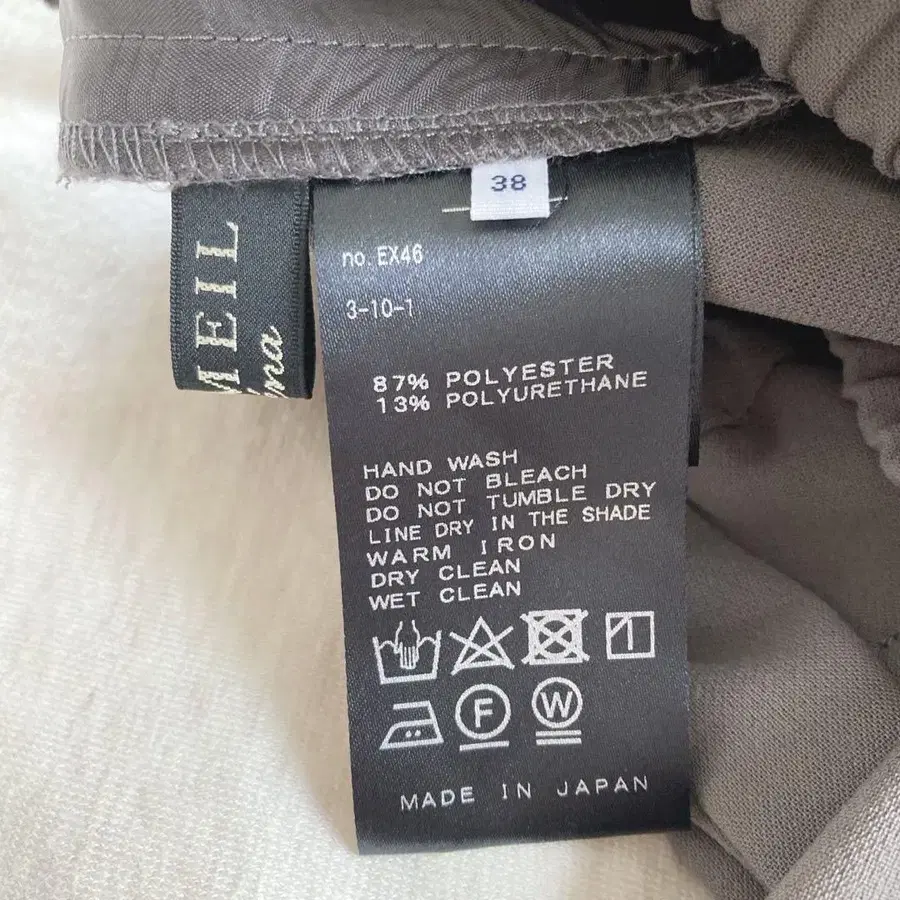 38
MEIL
no. EX46
3-10-1
87% POLYESTER
13% POLYURETHANE
HAND WASH
DO NOT BLEACH
DO NOT TUMBLE DRY
LINE DRY IN THE SHADE
WARM IRON
DRY CLEAN
WET CLEAN
F W
MADE IN JAPAN